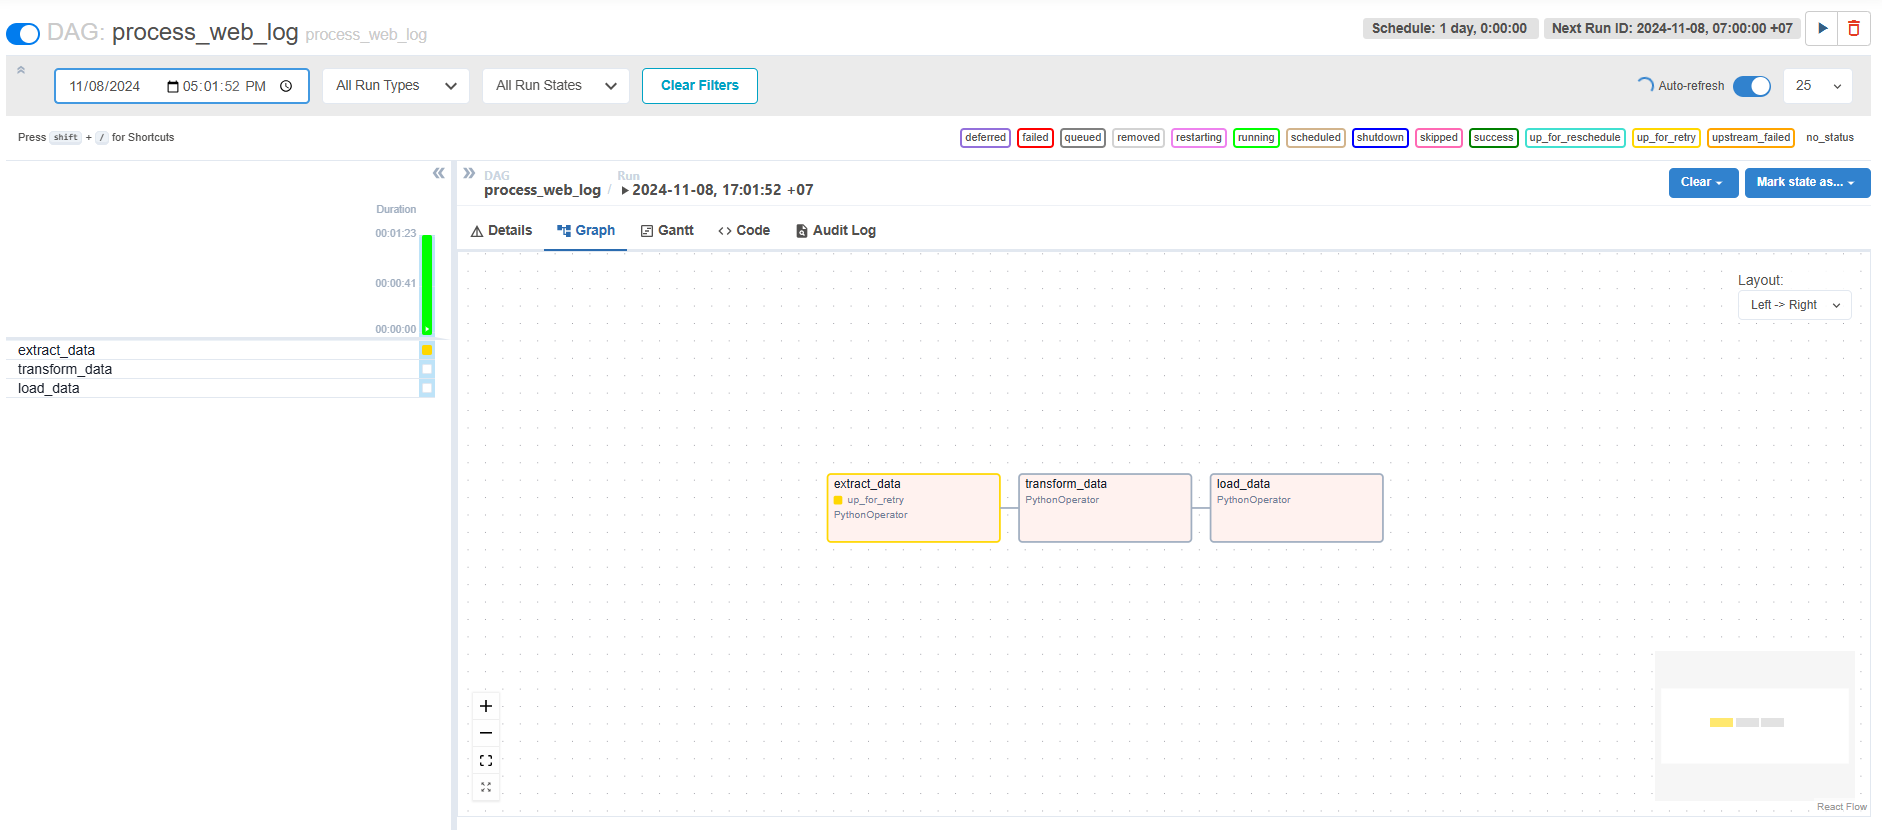 DAG: process_web_log process_web_log
Schedule: 1 day, 0:00:00
Next Run ID: 2024-11-08, 07:00:00 +07
11/08/2024 05:01:52 PM
All Run Types
All Run States
Clear Filters
Auto-refresh
25
Press shift + / for Shortcuts
deferred
failed
queued
removed
restarting
running
scheduled
shutdown
skipped
success
up_for_reschedule
up_for_retry
upstream_failed
no_status
Duration
00:01:23
00:00:41
00:00:00
extract_data
transform_data
load_data
DAG
process_web_log
/
Run
2024-11-08, 17:01:52 +07
Clear
Mark state as...
Details
Graph
Gantt
Code
Audit Log
Layout:
Left -> Right
extract_data
up_for_retry
PythonOperator
transform_data
PythonOperator
load_data
PythonOperator
React Flow